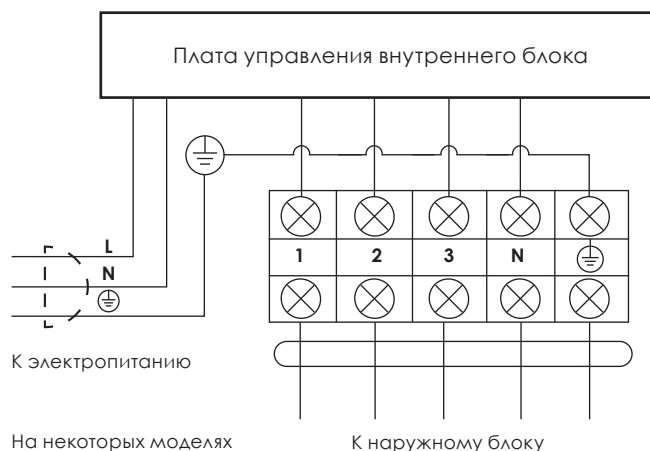 Плата управления внутреннего блока
L
N
1 2 3 N
К электропитанию
На некоторых моделях
К наружному блоку